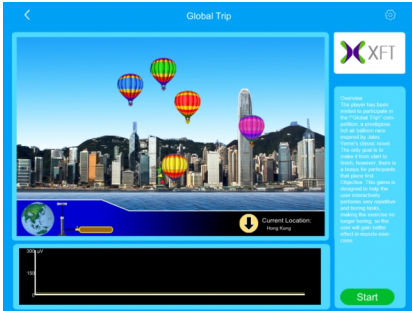 Global Trip
XFT
Overview
The player has been
invited to participate in
the "Global Trip" com-
petition, a prestigious
hot air balloon race
inspired by Jules
Verne's classic novel.
The only goal is to
make it from start to
finish, however, there is
a bonus for participants
that place first.
Objective: This game is
designed to help the
user interactively
perform very repetitive
and boring tasks,
making the exercise no
longer boring, so the
user will gain better
effect in muscle exer-
cises.
Current Location:
Hong Kong
300 uV
150
0
Start